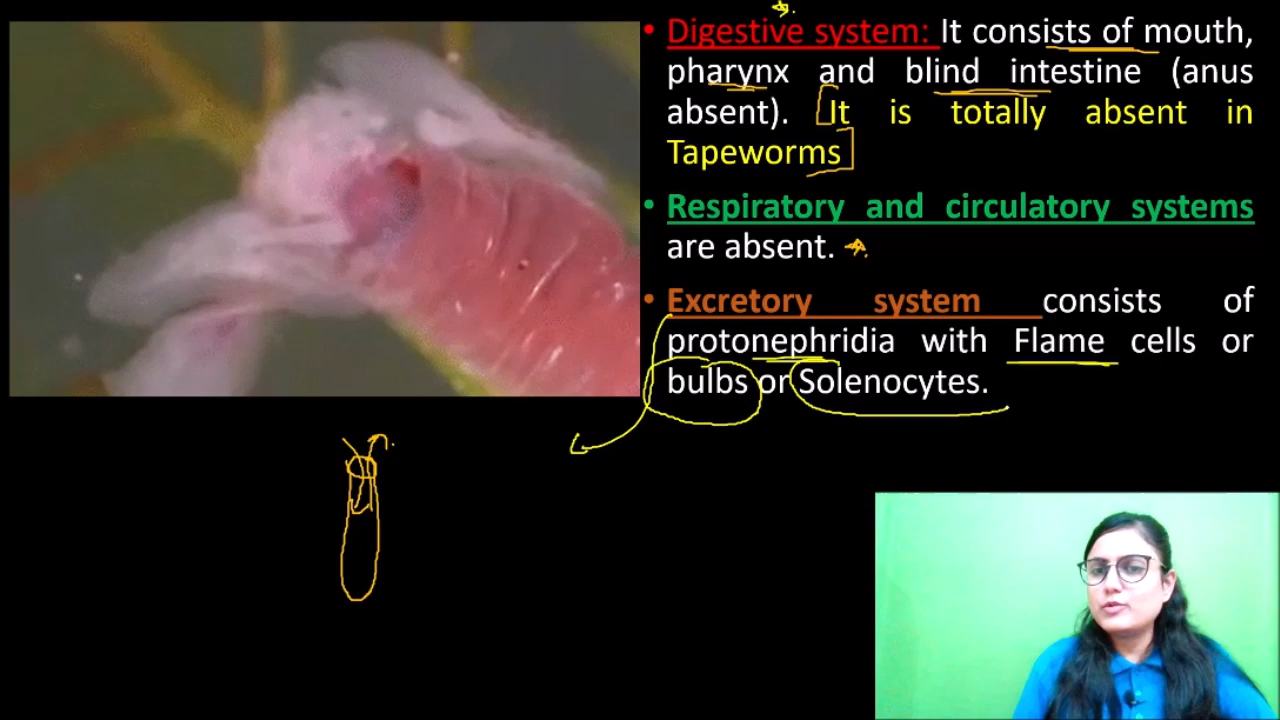 • Digestive system: It consists of mouth,
pharynx and blind intestine (anus
absent). It is totally absent in
Tapeworms
• Respiratory and circulatory systems
are absent.
• Excretory system consists of
protonephridia with Flame cells or
bulbs or Solenocytes.